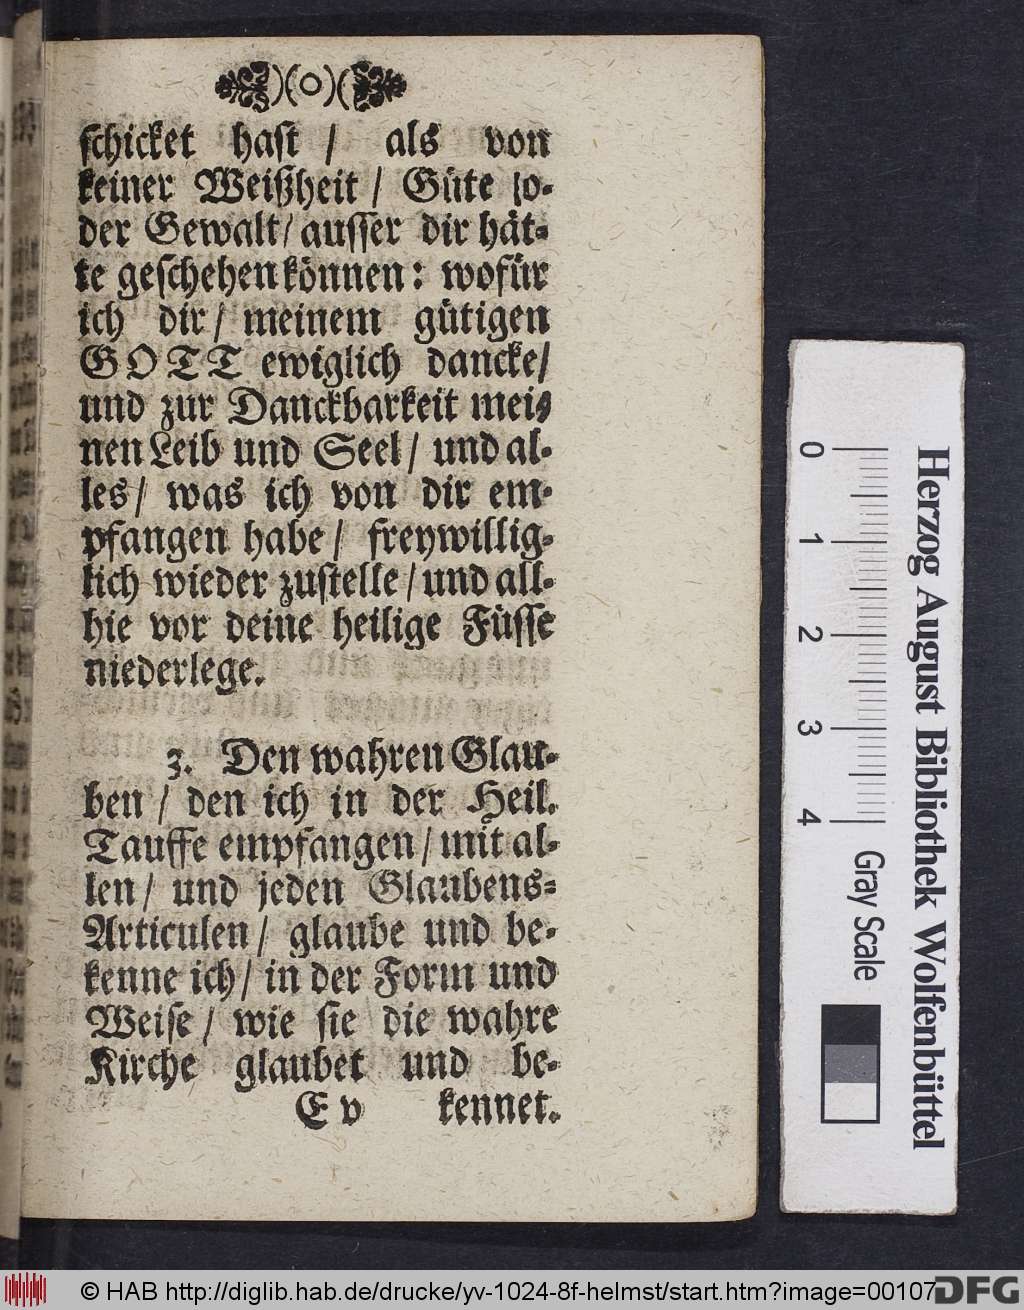 )(o)(
schicket hast / als von
keiner Weißheit / Güte so-
der Gewalt / ausser dir hät-
te geschehen können : wofür
ich dir / meinem gütigen
GOTT ewiglich dancke /
und zur Danckbarkeit mei-
nen Leib und Seel / und al-
les / was ich von dir em-
pfangen habe / freywillig-
lich wieder zustelle / und all-
hie vor deine heilige Füsse
niederlege.
3. Den wahren Glau-
ben / den ich in der Heil.
Tauffe empfangen / mit al-
len / und jeden Glaubens-
Articulen / glaube und be-
kenne ich / in der Form und
Weise / wie sie die wahre
Kirche glaubet und be-
E v kennet.
Herzog August Bibliothek Wolfenbüttel
0 1 2 3 4 Gray Scale
© HAB http://diglib.hab.de/drucke/yv-1024-8f-helmst/start.htm?image=00107
DFG